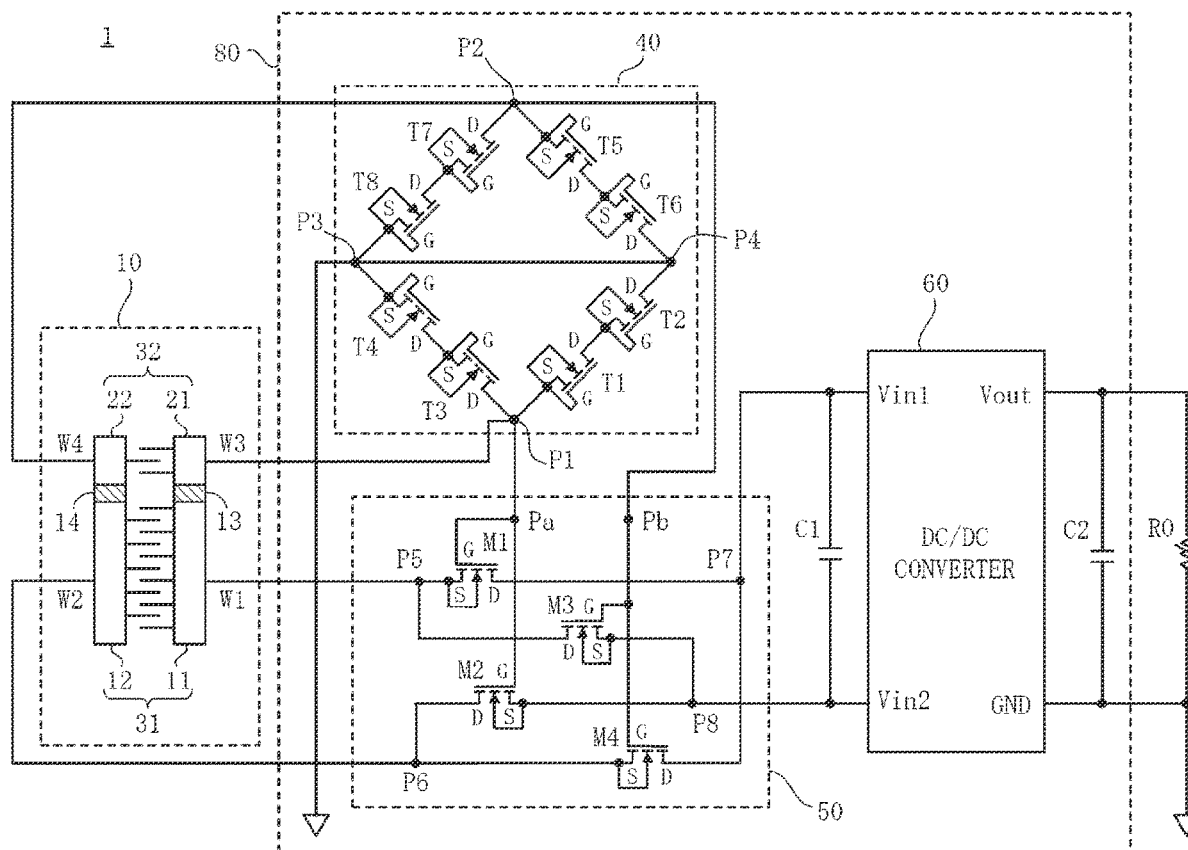 1
80
P2
40
T7
D
S
G
G
S
T5
D
T8
D
S
G
G
S
T6
D
P3
P4
10
S
G
D
T4
G
S
D
T3
D
S
T2
G
D
S
T1
G
60
32
22
21
W4
W3
P1
Vin1
Vout
14
13
Pa
Pb
G
M1
P5
S
D
P7
C1
DC/DC
CONVERTER
C2
R0
W2
W1
M3
G
D
S
M2
G
D
S
P8
Vin2
GND
12
11
31
M4
G
S
D
P6
50